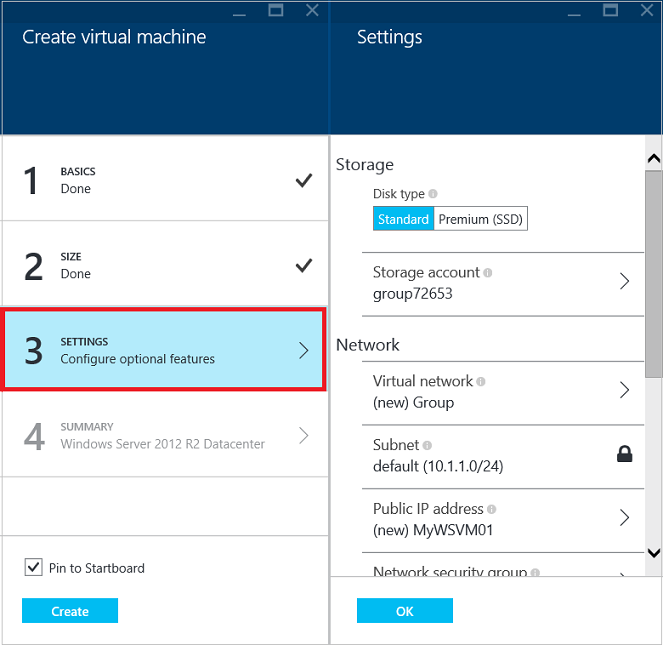 Create virtual machine
1
BASICS
Done
2
SIZE
Done
3
SETTINGS
Configure optional features
4
SUMMARY
Windows Server 2012 R2 Datacenter
Pin to Startboard
Create
Settings
Storage
Disk type
Standard Premium (SSD)
Storage account
group72653
Network
Virtual network
(new) Group
Subnet
default (10.1.1.0/24)
Public IP address
(new) MyWSVM01
Network security group
OK